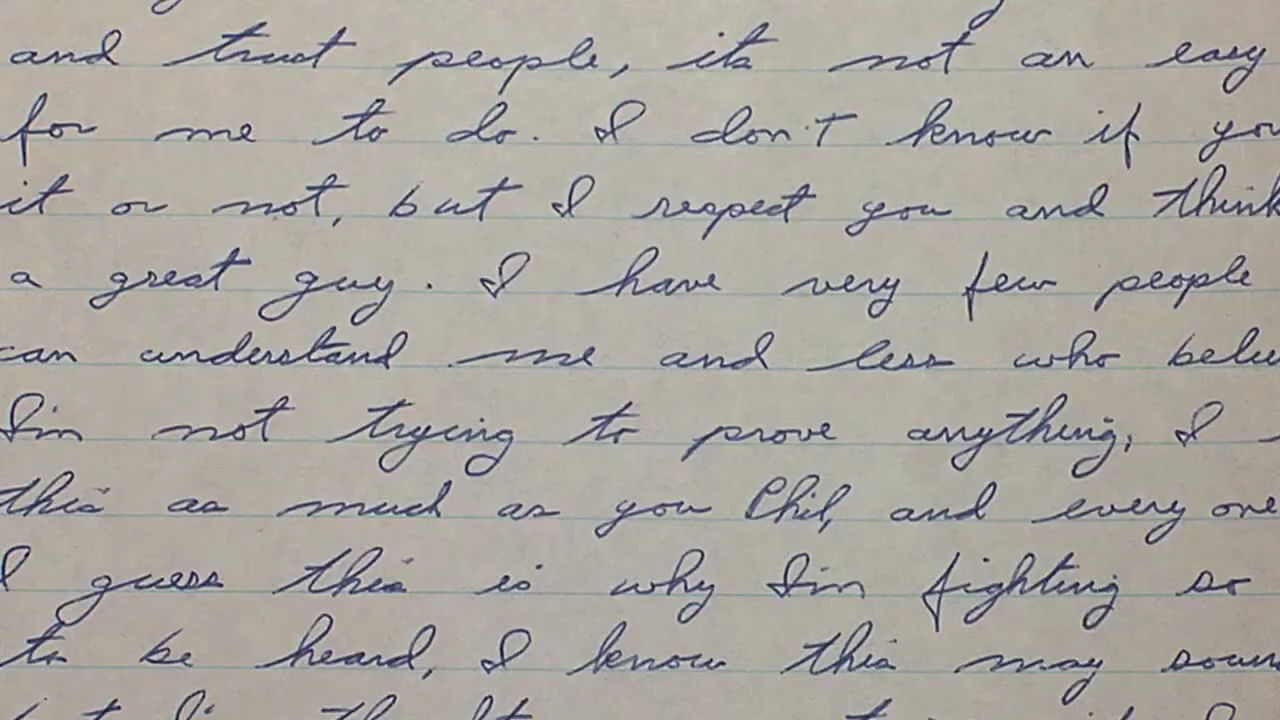 and trust people, its not an easy
for me to do. I don't know if you
it or not, but I respect you and think
a great guy. I have very few people
can understand me and less who
I'm not trying to prove anything, I
this as much as you Phil, and every one
I guess this is why I'm fighting so
to be heard, I know this may